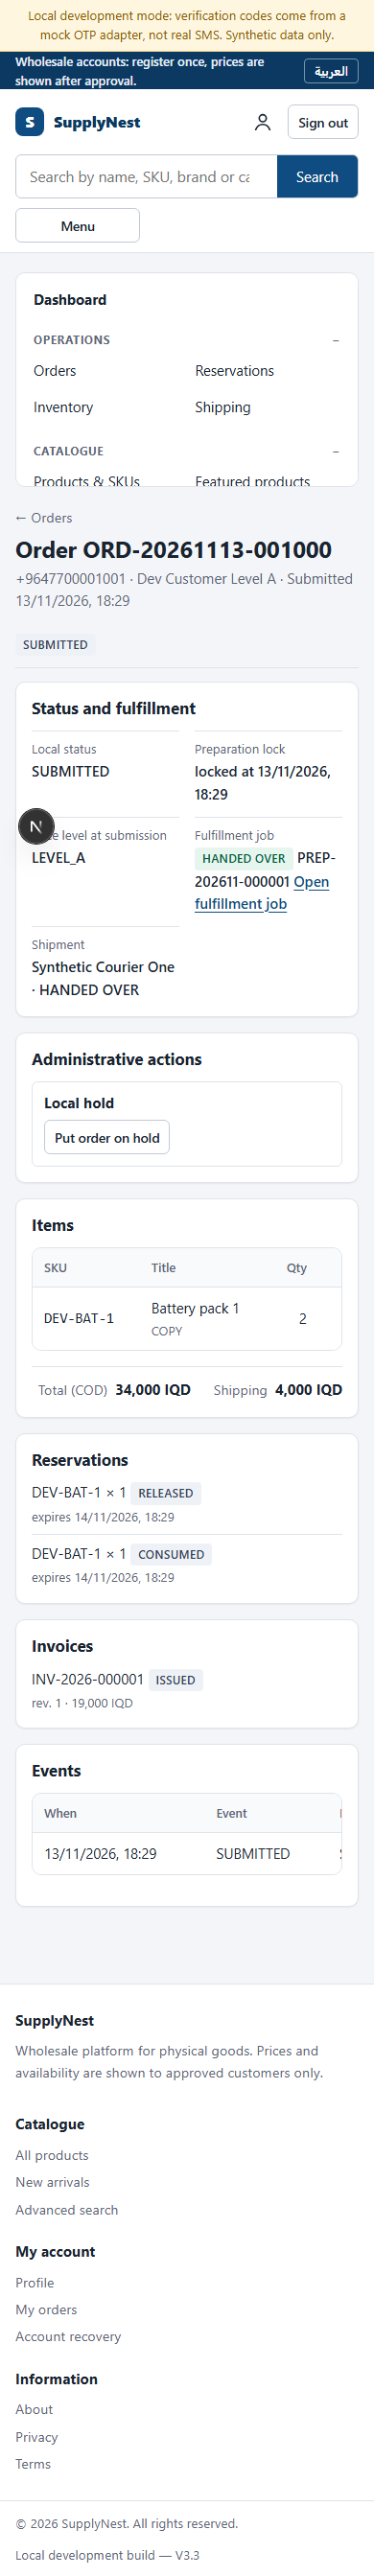 Local development mode: verification codes come from a
mock OTP adapter, not real SMS. Synthetic data only.
Wholesale accounts: register once, prices are
shown after approval.
العربية
S SupplyNest
Sign out
Search by name, SKU, brand or ca
Search
Menu
Dashboard
OPERATIONS –
Orders Reservations
Inventory Shipping
CATALOGUE –
Products & SKUs Featured products
← Orders
Order ORD-20261113-001000
+9647700001001 · Dev Customer Level A · Submitted
13/11/2026, 18:29
SUBMITTED
Status and fulfillment
Local status
SUBMITTED
Preparation lock
locked at 13/11/2026,
18:29
N
level at submission
LEVEL_A
Fulfillment job
HANDED OVER PREP-
202611-000001 Open
fulfillment job
Shipment
Synthetic Courier One
· HANDED OVER
Administrative actions
Local hold
Put order on hold
Items
SKU Title Qty
DEV-BAT-1 Battery pack 1 2
COPY
Total (COD) 34,000 IQD Shipping 4,000 IQD
Reservations
DEV-BAT-1 × 1 RELEASED
expires 14/11/2026, 18:29
DEV-BAT-1 × 1 CONSUMED
expires 14/11/2026, 18:29
Invoices
INV-2026-000001 ISSUED
rev. 1 · 19,000 IQD
Events
When Event
13/11/2026, 18:29 SUBMITTED
SupplyNest
Wholesale platform for physical goods. Prices and
availability are shown to approved customers only.
Catalogue
All products
New arrivals
Advanced search
My account
Profile
My orders
Account recovery
Information
About
Privacy
Terms
© 2026 SupplyNest. All rights reserved.
Local development build — V3.3